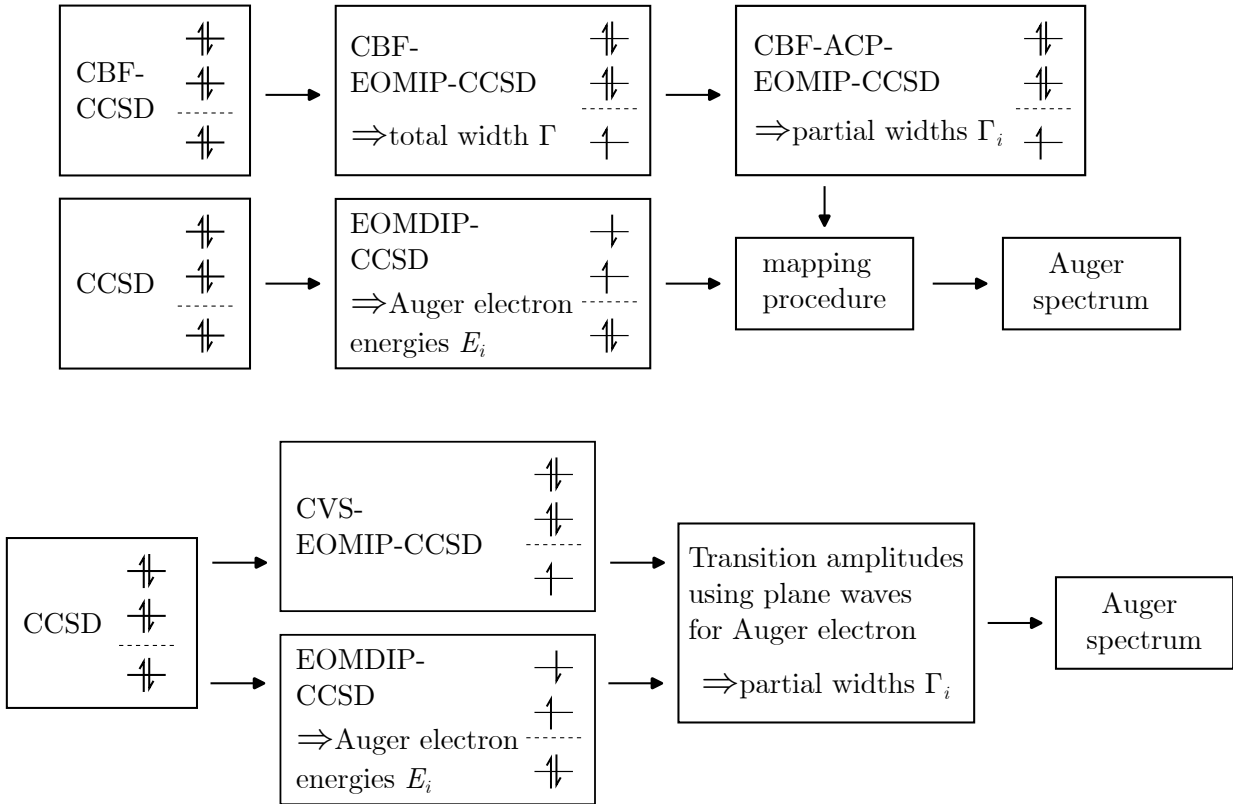 CBF-
CCSD
CBF-
EOMIP-CCSD
⇒total width Γ
CBF-ACP-
EOMIP-CCSD
⇒partial widths Γᵢ
CCSD
EOMDIP-
CCSD
⇒Auger electron
energies Eᵢ
mapping
procedure
Auger
spectrum
CCSD
CVS-
EOMIP-CCSD
EOMDIP-
CCSD
⇒Auger electron
energies Eᵢ
Transition amplitudes
using plane waves
for Auger electron
⇒partial widths Γᵢ
Auger
spectrum